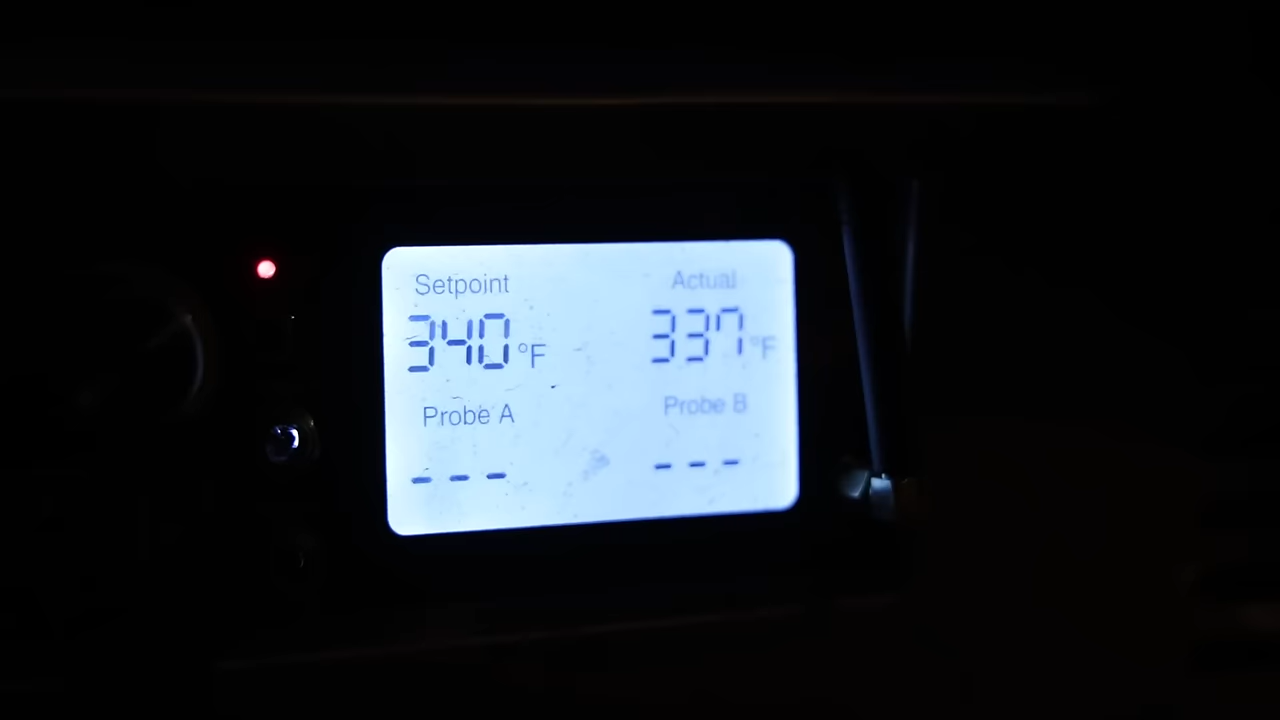 Setpoint Actual
340 °F 337 °F
Probe A Probe B
--- ---